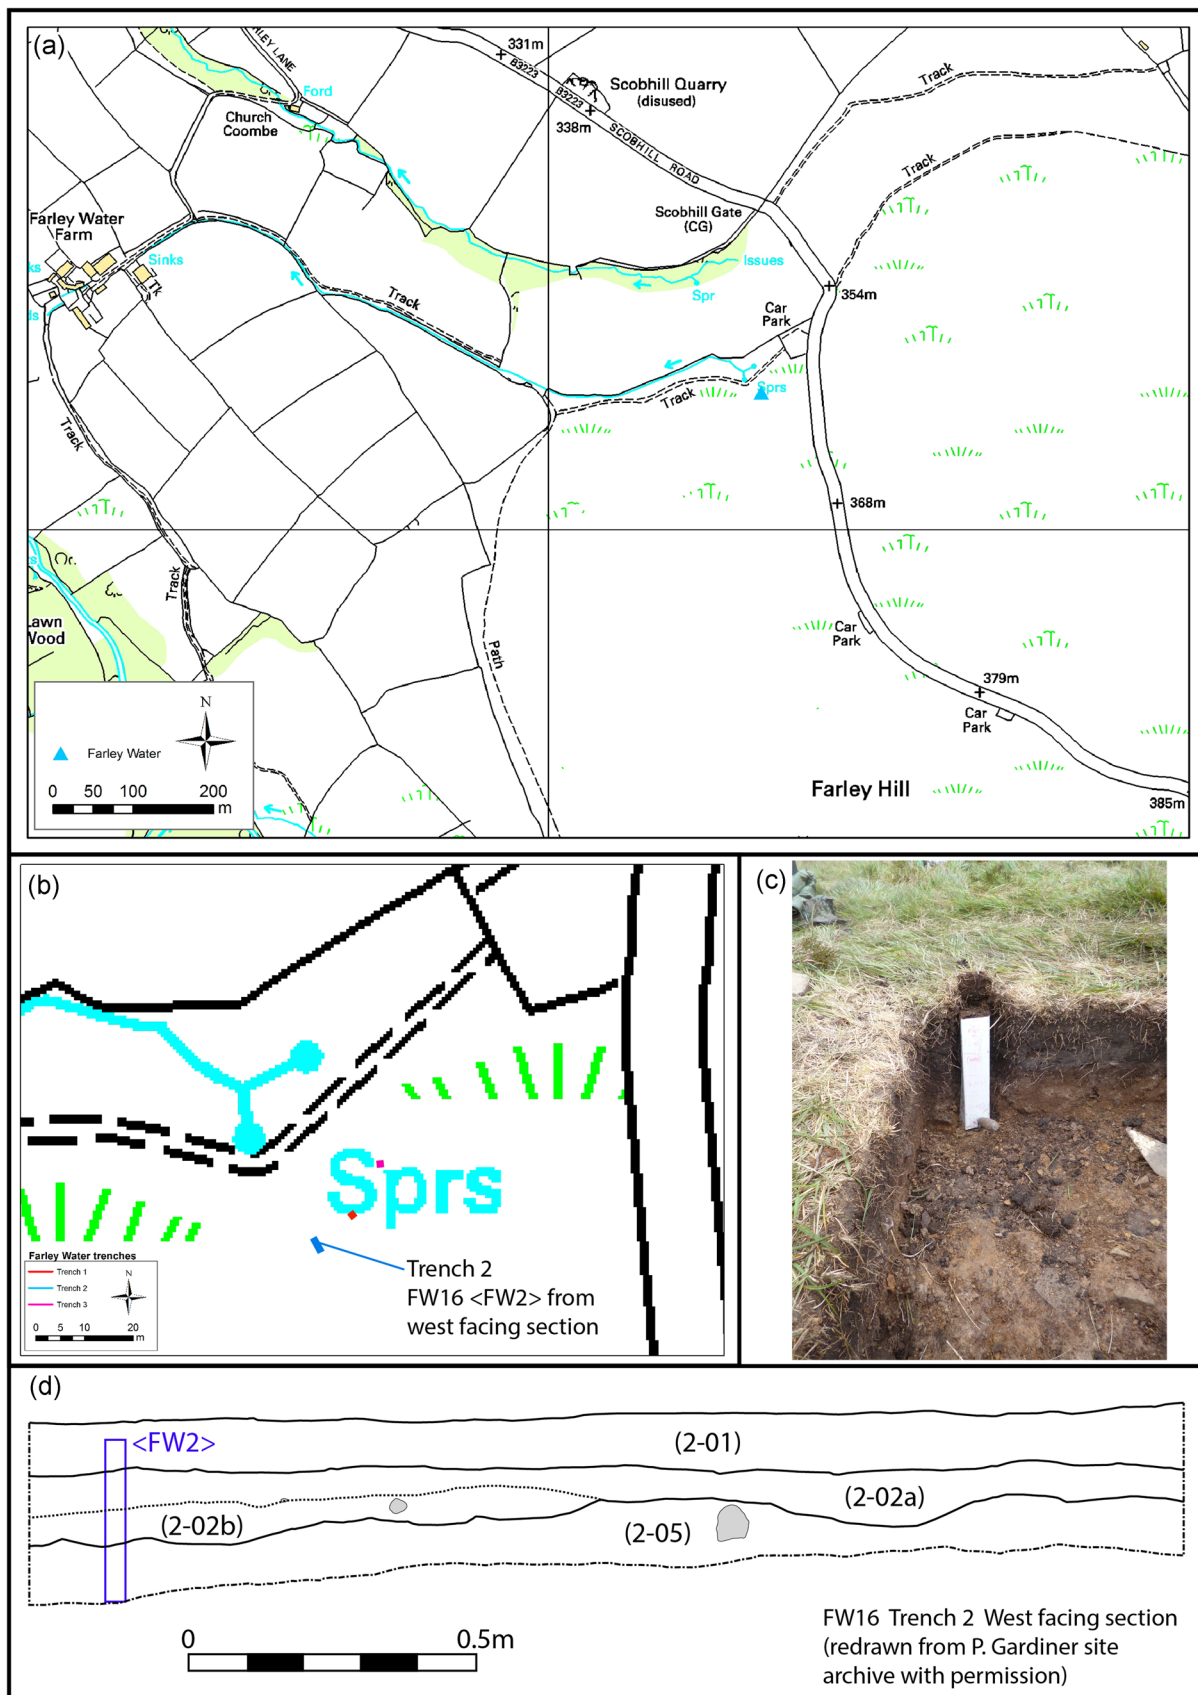 (a)
331m
B3223
B3223
338m
SCOBHILL ROAD
Scobhill Quarry
(disused)
Track
Track
Ford
Church
Coombe
Scobhill Gate
(CG)
Issues
Spr
354m
Car
Park
Farley Water
Farm
Sinks
Tk
Track
Sprs
Track
Track
368m
Track
Path
Car
Park
379m
Car
Park
Farley Hill
385m
Wood
N
Farley Water
0 50 100 200
m
(b)
Sprs
Trench 2
FW16 <FW2> from
west facing section
Farley Water trenches
Trench 1
Trench 2
Trench 3
N
0 5 10 20
m
(c)
(d)
<FW2>
(2-01)
(2-02a)
(2-02b)
(2-05)
0 0.5m
FW16 Trench 2 West facing section
(redrawn from P. Gardiner site
archive with permission)